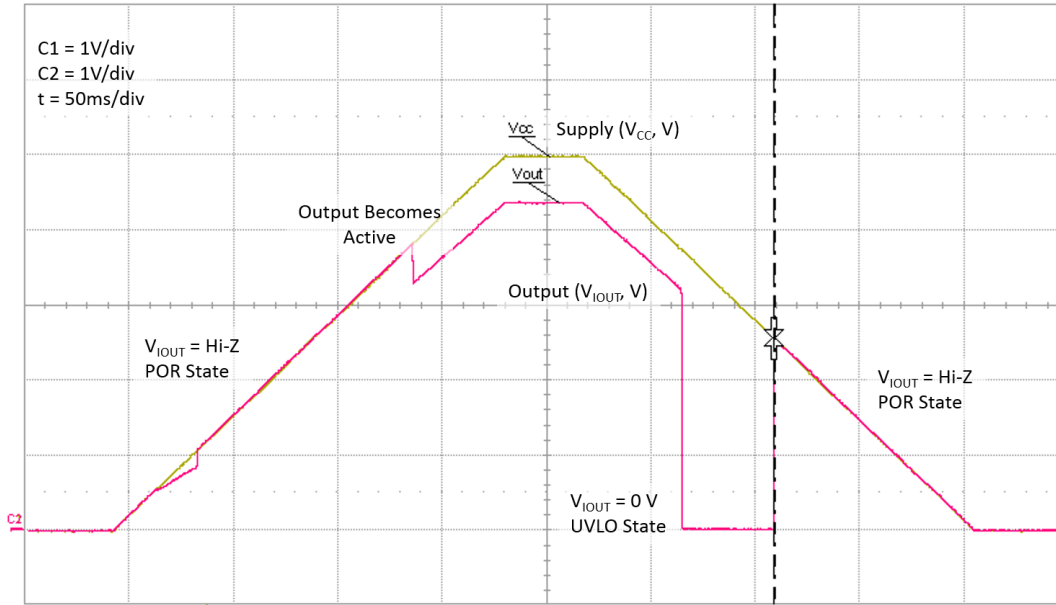 C1 = 1V/div
C2 = 1V/div
t = 50ms/div
Vcc
Supply (VCC, V)
Vout
Output Becomes
Active
Output (VIOUT, V)
VIOUT = Hi-Z
POR State
VIOUT = Hi-Z
POR State
VIOUT = 0 V
UVLO State
C2